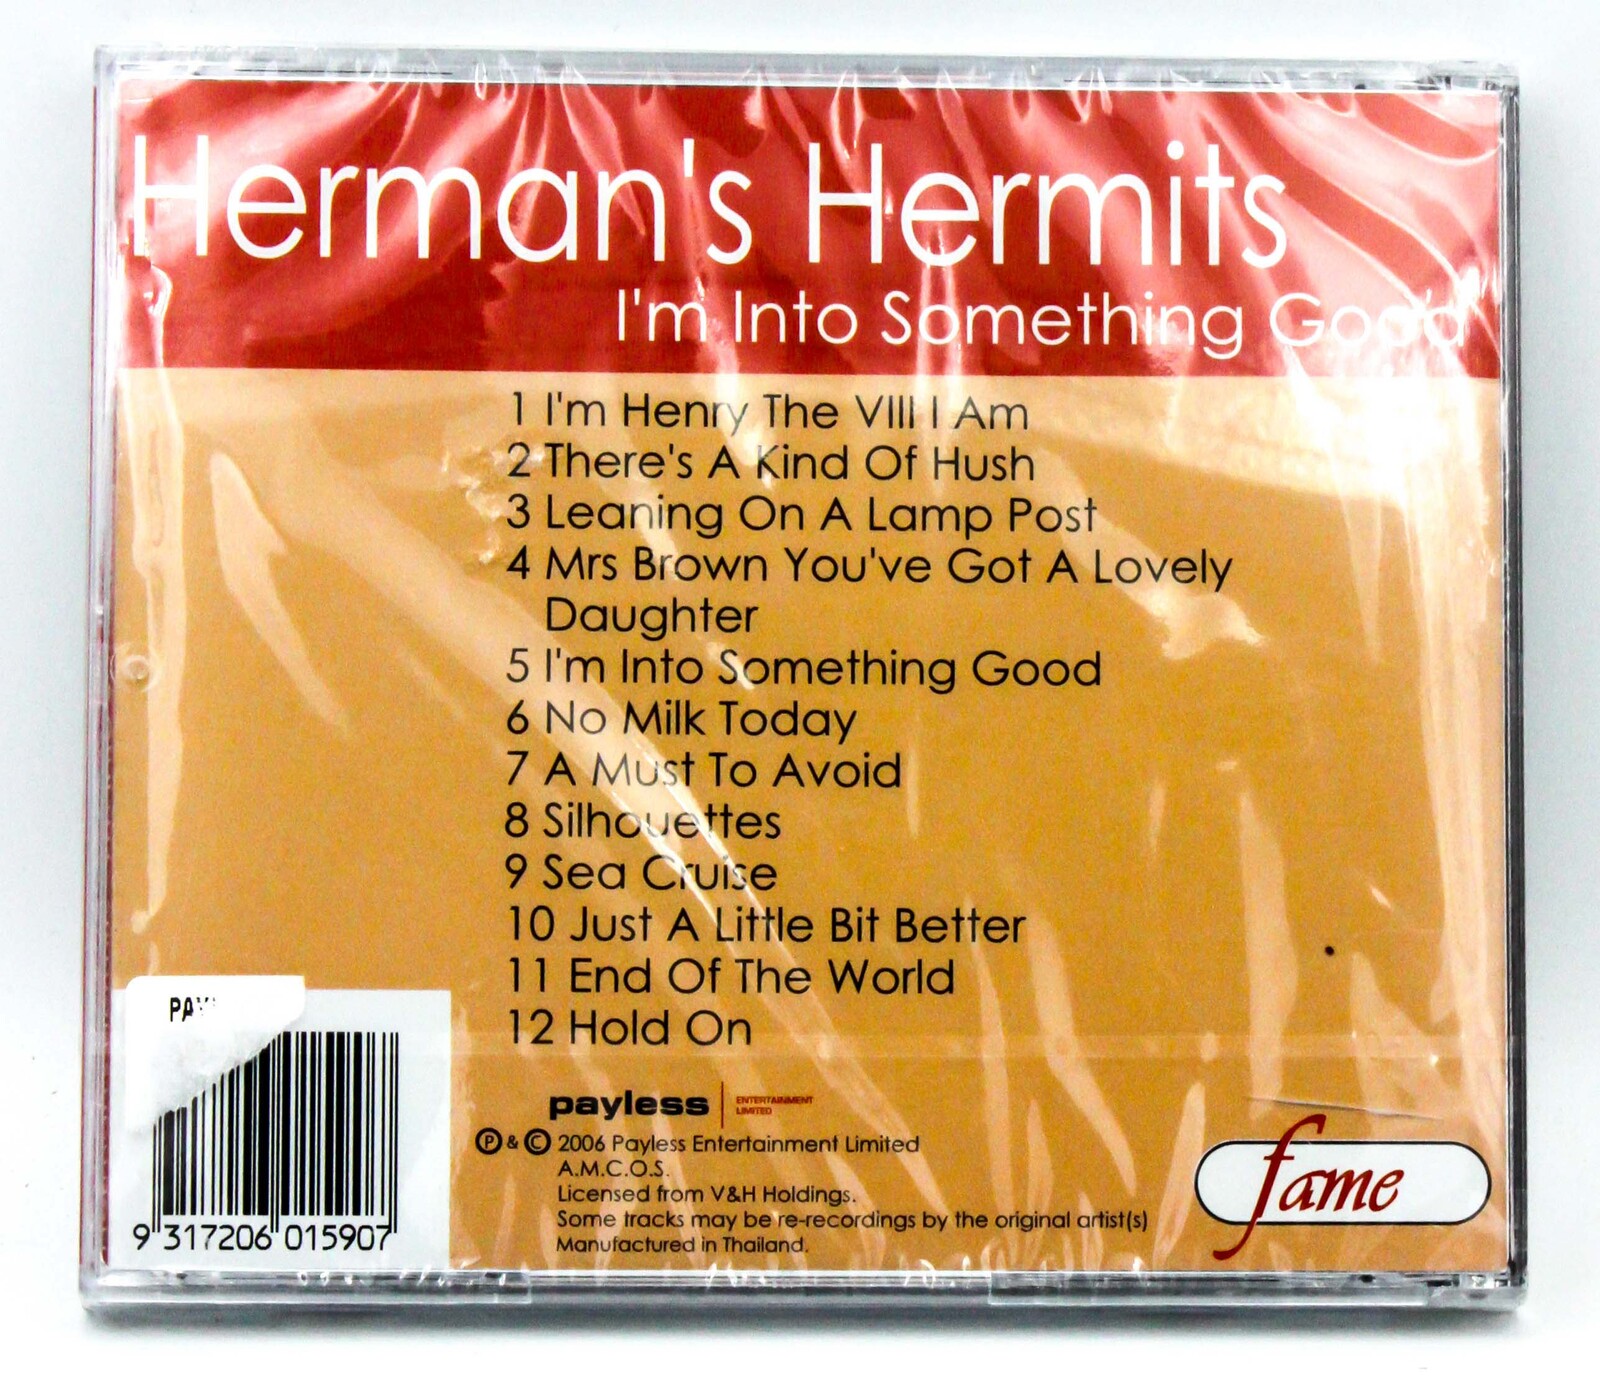 Herman's Hermits
I'm Into Something Good
1 I'm Henry The VIII I Am
2 There's A Kind Of Hush
3 Leaning On A Lamp Post
4 Mrs Brown You've Got A Lovely
Daughter
5 I'm Into Something Good
6 No Milk Today
7 A Must To Avoid
8 Silhouettes
9 Sea Cruise
10 Just A Little Bit Better
11 End Of The World
12 Hold On
payless
ENTERTAINMENT
LIMITED
Ⓟ & © 2006 Payless Entertainment Limited
A.M.C.O.S.
Licensed from V&H Holdings.
Some tracks may be re-recordings by the original artist(s)
Manufactured in Thailand.
fame
9 317206 015907